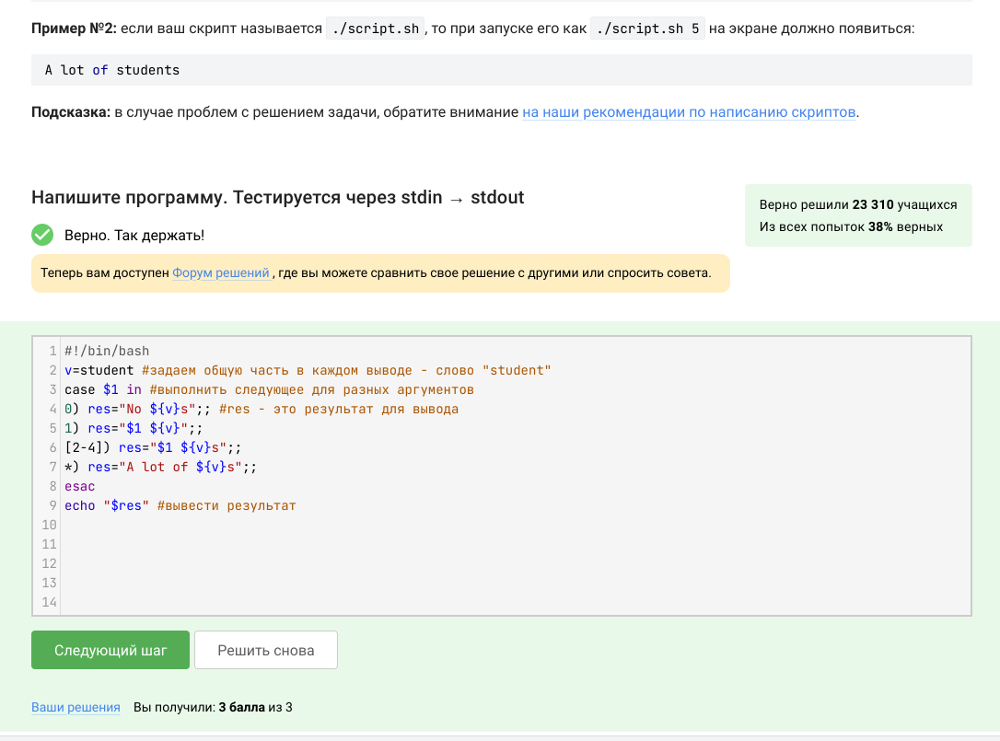 Пример №2: если ваш скрипт называется ./script.sh, то при запуске его как ./script.sh 5 на экране должно появиться:
A lot of students
Подсказка: в случае проблем с решением задачи, обратите внимание на наши рекомендации по написанию скриптов.
Напишите программу. Тестируется через stdin → stdout
Верно решили 23 310 учащихся
Из всех попыток 38% верных
Верно. Так держать!
Теперь вам доступен Форум решений , где вы можете сравнить свое решение с другими или спросить совета.
1 #!/bin/bash
2 v=student #задаем общую часть в каждом выводе - слово "student"
3 case $1 in #выполнить следующее для разных аргументов
4 0) res="No ${v}s";; #res - это результат для вывода
5 1) res="$1 ${v}";;
6 [2-4]) res="$1 ${v}s";;
7 *) res="A lot of ${v}s";;
8 esac
9 echo "$res" #вывести результат
10
11
12
13
14
Следующий шаг Решить снова
Ваши решения Вы получили: 3 балла из 3